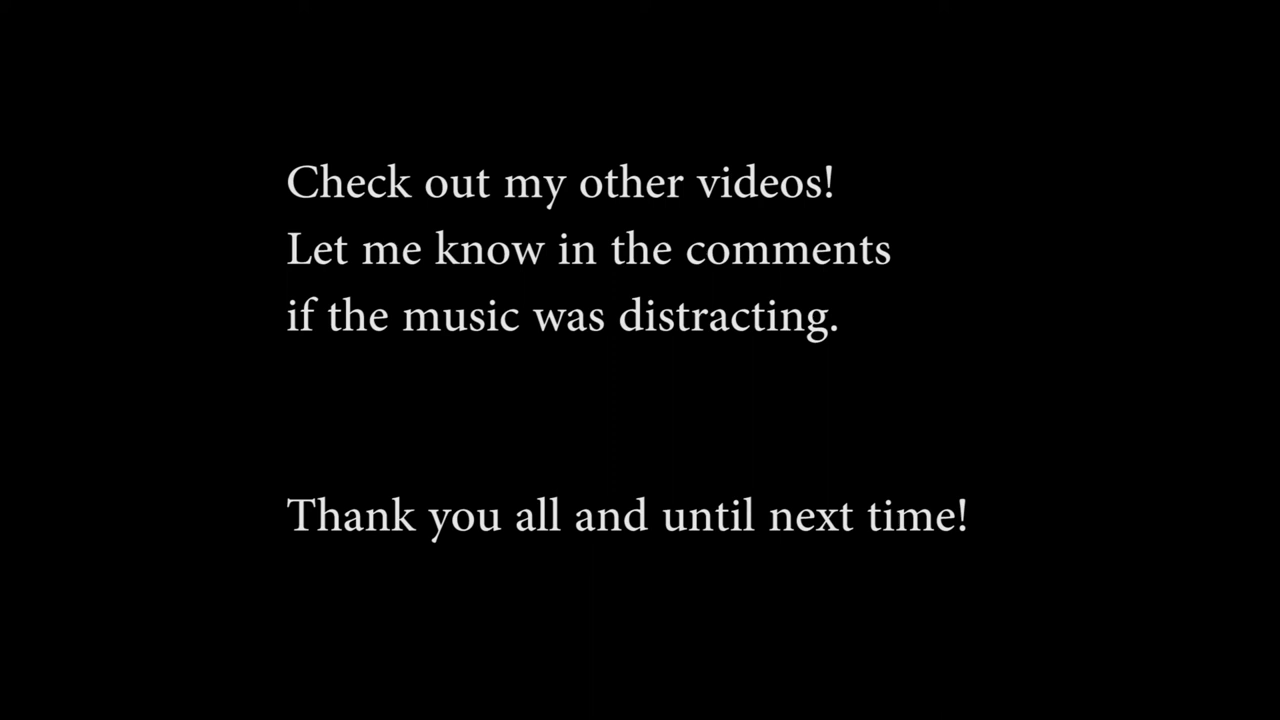 Check out my other videos!
Let me know in the comments
if the music was distracting.
Thank you all and until next time!